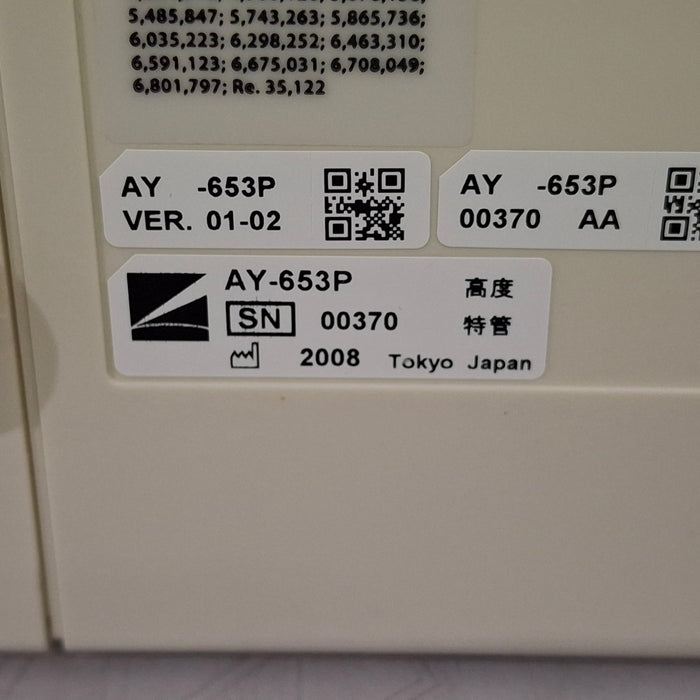 5,485,847; 5,743,263; 5,865,736;
6,035,223; 6,298,252; 6,463,310;
6,591,123; 6,675,031; 6,708,049;
6,801,797; Re. 35,122
AY -653P
VER. 01-02
AY -653P
00370 AA
AY-653P 高度
SN 00370 特管
2008 Tokyo Japan